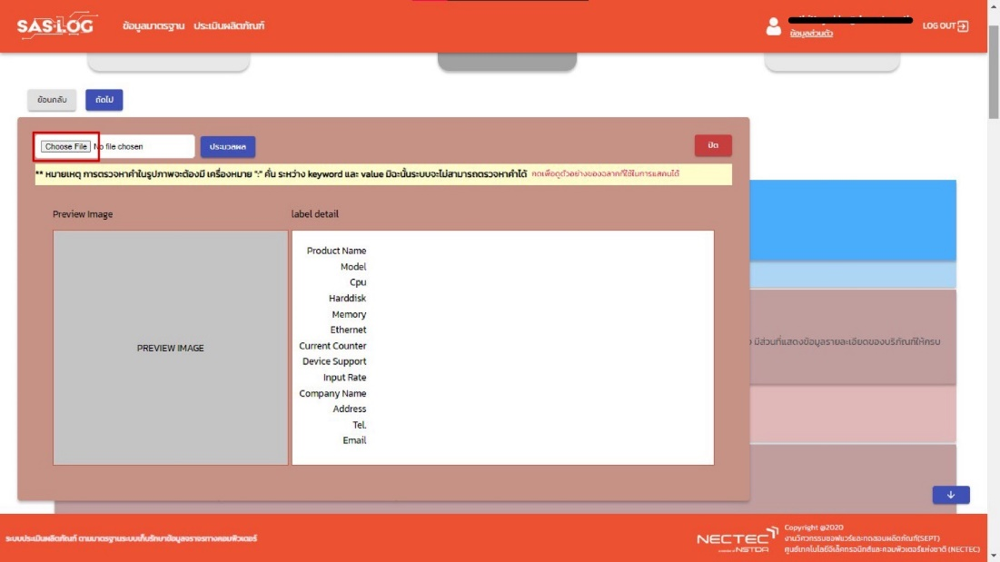 SAS:LOG ข้อมูลมาตรฐาน ประเมินผลิตภัณฑ์
ข้อมูลส่วนตัว
LOG OUT
ย้อนกลับ ถัดไป
Choose File No file chosen ประมวลผล ปิด
** หมายเหตุ การตรวจหาคำในรูปภาพจะต้องมี เครื่องหมาย ":" คั่น ระหว่าง keyword และ value มิฉะนั้นระบบจะไม่สามารถตรวจหาคำได้ กดเพื่อดูตัวอย่างของฉลากที่ใช้ในการแสกนได้
Preview Image label detail
PREVIEW IMAGE
Product Name
Model
Cpu
Harddisk
Memory
Ethernet
Current Counter
Device Support
Input Rate
Company Name
Address
Tel.
Email
มีส่วนที่แสดงข้อมูลรายละเอียดของบริภัณฑ์ให้ครบ
ระบบประเมินผลิตภัณฑ์ ตามมาตรฐานระบบเก็บรักษาข้อมูลจราจรทางคอมพิวเตอร์
NECTEC
NSTDA
Copyright @2020
งานวิศวกรรมซอฟต์แวร์และทดสอบผลิตภัณฑ์(SEPT)
ศูนย์เทคโนโลยีอิเล็กทรอนิกส์และคอมพิวเตอร์แห่งชาติ (NECTEC)